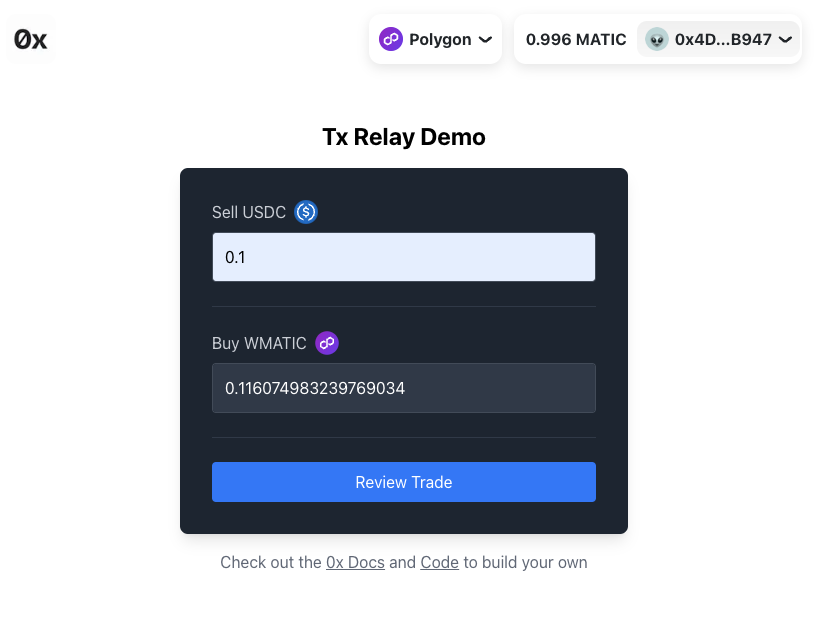 0x
Polygon
0.996 MATIC
0x4D...B947
Tx Relay Demo
Sell USDC
0.1
Buy WMATIC
0.116074983239769034
Review Trade
Check out the 0x Docs and Code to build your own